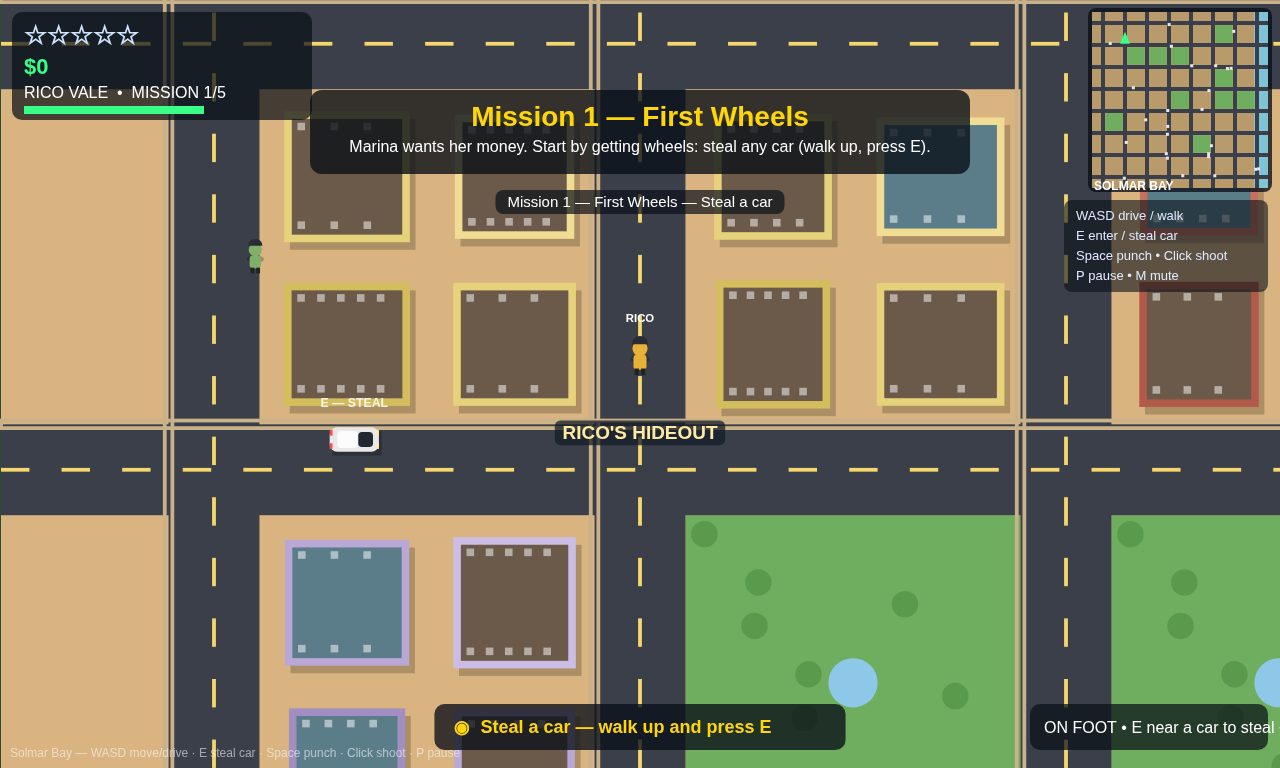 ☆☆☆☆☆
$0
RICO VALE • MISSION 1/5
Mission 1 — First Wheels
Marina wants her money. Start by getting wheels: steal any car (walk up, press E).
Mission 1 — First Wheels — Steal a car
SOLMAR BAY
WASD drive / walk
E enter / steal car
Space punch • Click shoot
P pause • M mute
RICO
E — STEAL
RICO'S HIDEOUT
◉ Steal a car — walk up and press E
ON FOOT • E near a car to steal
Solmar Bay — WASD move/drive · E steal car · Space punch · Click shoot · P pause